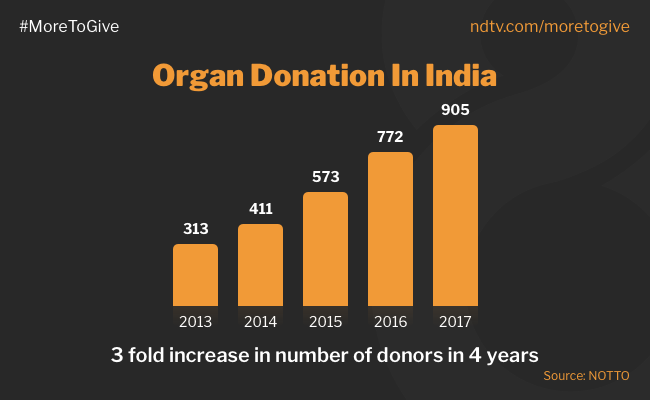 #MoreToGive
ndtv.com/moretogive
Organ Donation In India
313
411
573
772
905
2013
2014
2015
2016
2017
3 fold increase in number of donors in 4 years
Source: NOTTO